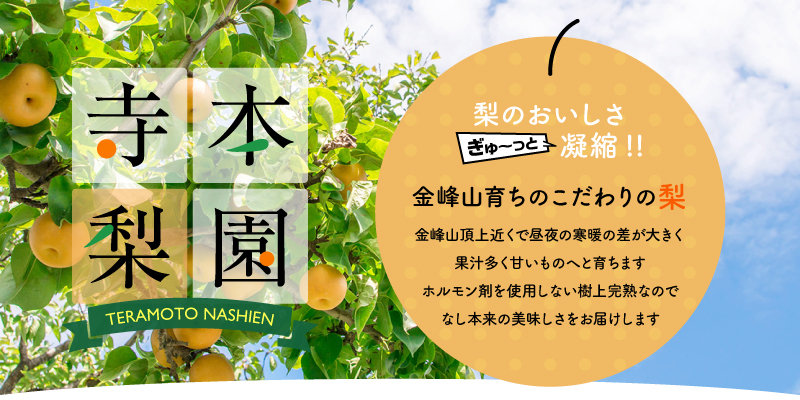 寺本
梨園
TERAMOTO NASHIEN
梨のおいしさ
ぎゅ〜っと 凝縮!!
金峰山育ちのこだわりの梨
金峰山頂上近くで昼夜の寒暖の差が大きく
果汁多く甘いものへと育ちます
ホルモン剤を使用しない樹上完熟なので
なし本来の美味しさをお届けします